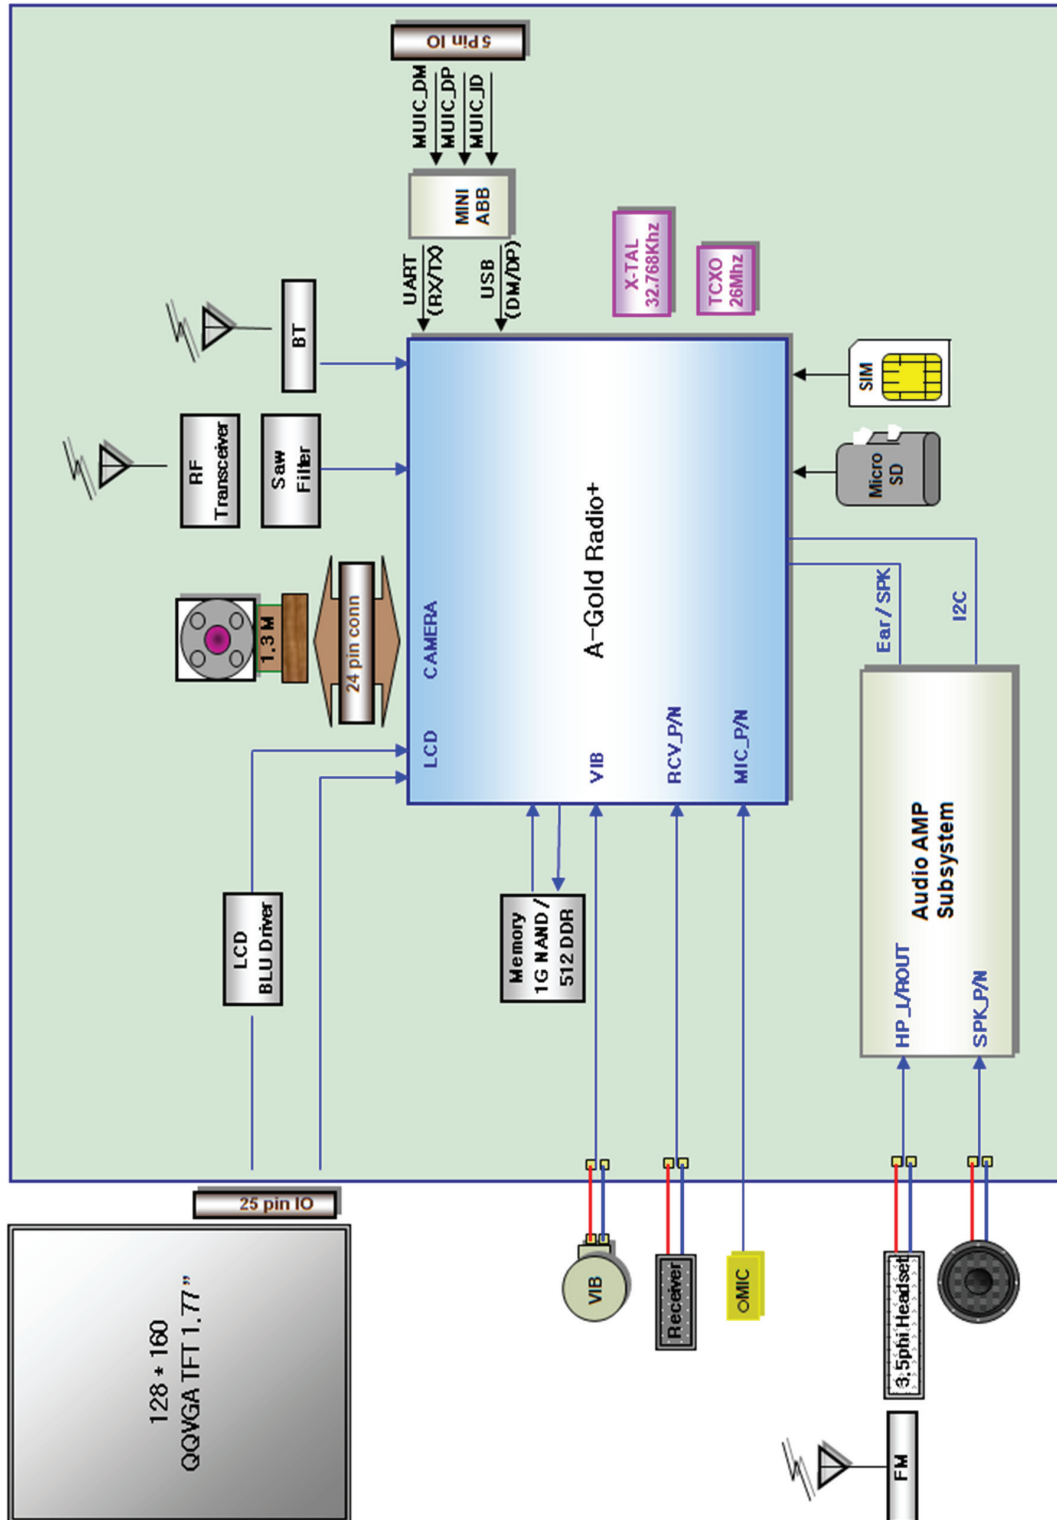 5 Pin IO
MUIC_DM
MUIC_DP
MUIC_ID
MINI
ABB
UART
(RX/TX)
USB
(DM/DP)
X-TAL
32.768Khz
TCXO
26Mhz
BT
RF
Transceiver
Saw
Filter
1.3 M
24 pin conn
CAMERA
LCD
A-Gold Radio+
VIB
RCV_P/N
MIC_P/N
SIM
Micro
SD
Ear / SPK
I2C
LCD
BLU Driver
Memory
1G NAND /
512 DDR
Audio AMP
Subsystem
HP_L/ROUT
SPK_P/N
25 pin IO
128 * 160
QQVGA TFT 1.77”
VIB
Receiver
OMIC
3.5phi Headset
FM